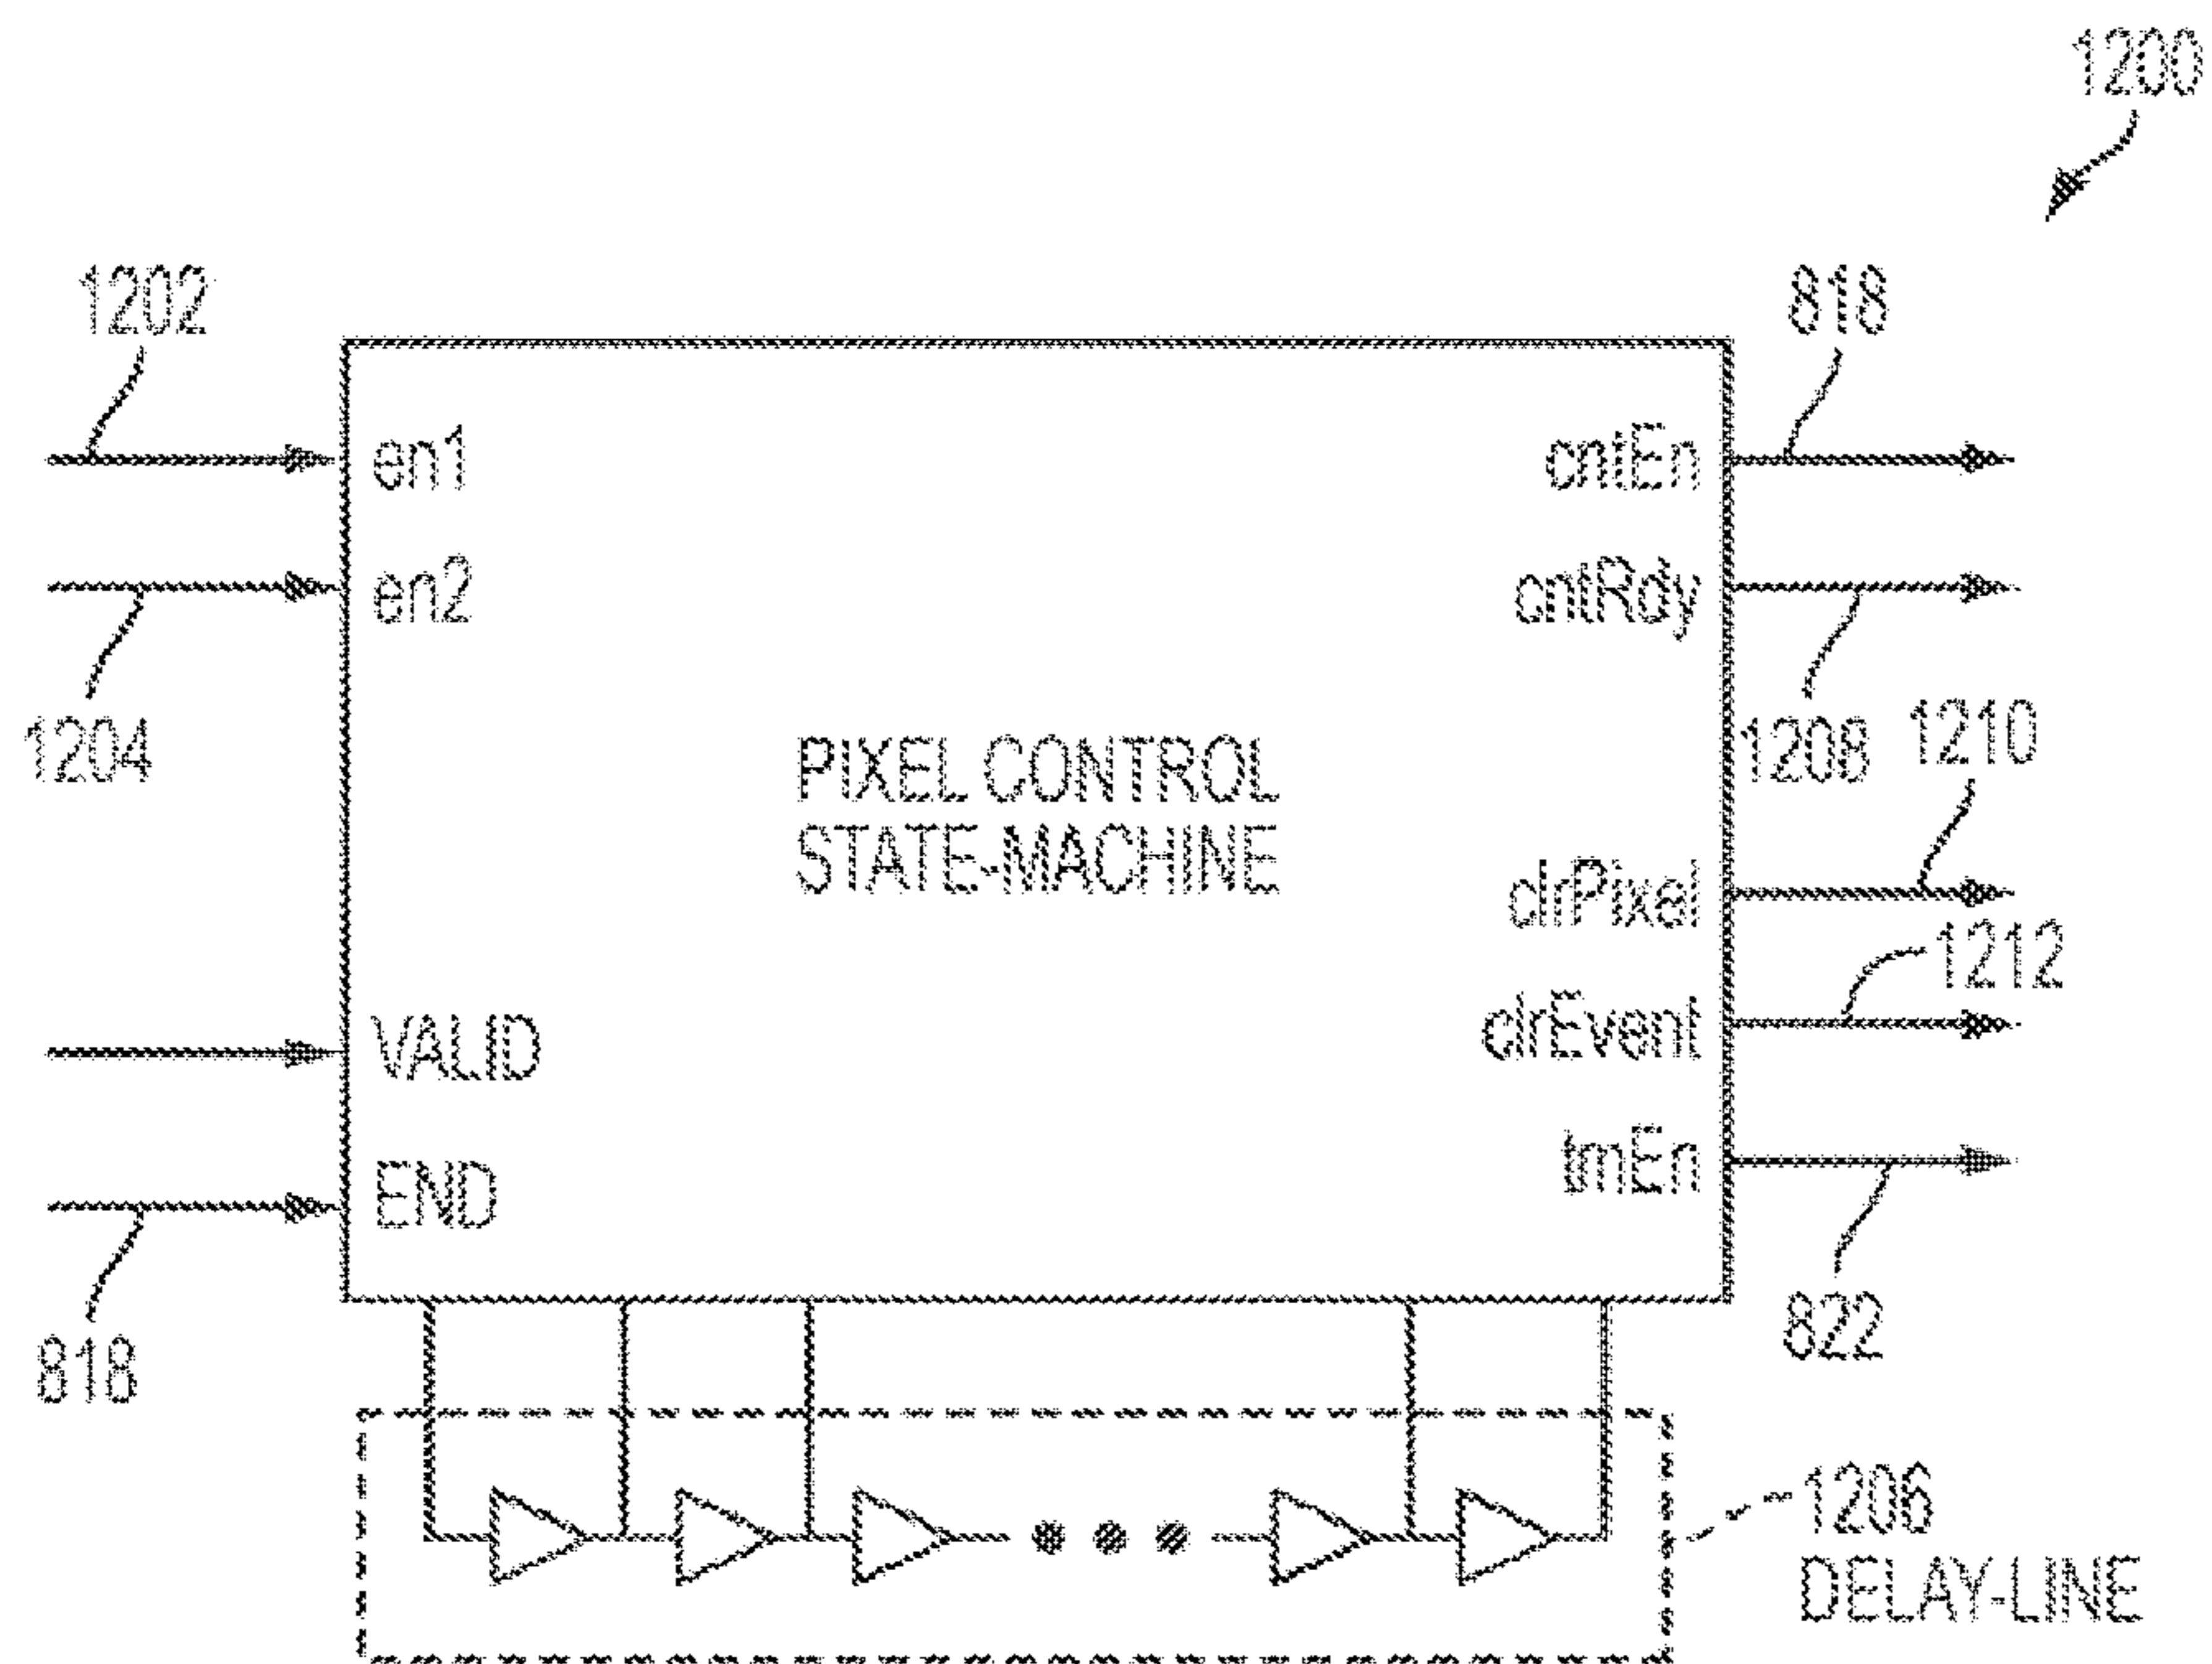 1200
1202
818
en1
cntEn
en2
cntRdy
1204
1208
1210
PIXEL CONTROL
STATE-MACHINE
clrPixel
1212
VALID
clrEvent
END
tmEn
818
822
1206
DELAY-LINE